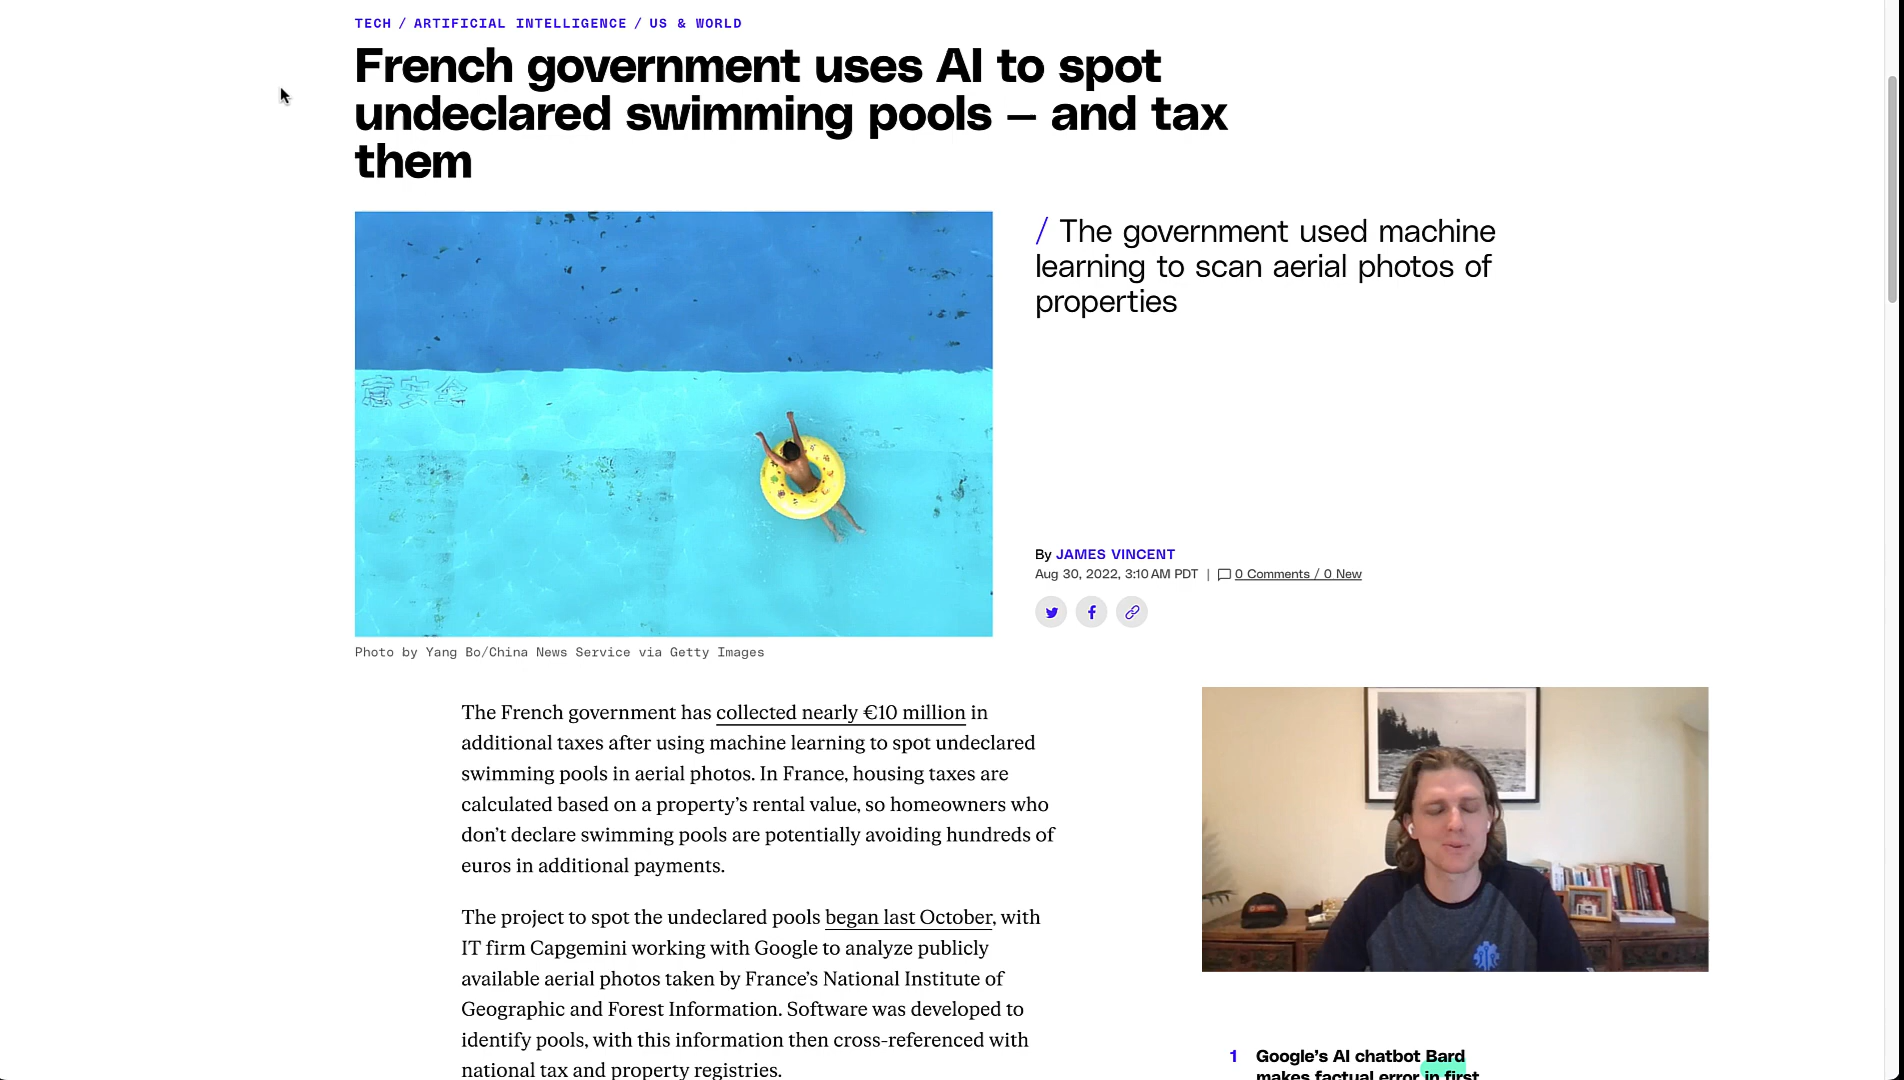 TECH / ARTIFICIAL INTELLIGENCE / US & WORLD
French government uses AI to spot
undeclared swimming pools — and tax
them
/ The government used machine
learning to scan aerial photos of
properties
意安全
By JAMES VINCENT
Aug 30, 2022, 3:10 AM PDT | 0 Comments / 0 New
Photo by Yang Bo/China News Service via Getty Images
The French government has collected nearly €10 million in
additional taxes after using machine learning to spot undeclared
swimming pools in aerial photos. In France, housing taxes are
calculated based on a property’s rental value, so homeowners who
don’t declare swimming pools are potentially avoiding hundreds of
euros in additional payments.
The project to spot the undeclared pools began last October, with
IT firm Capgemini working with Google to analyze publicly
available aerial photos taken by France’s National Institute of
Geographic and Forest Information. Software was developed to
identify pools, with this information then cross-referenced with
national tax and property registries.
1 Google’s AI chatbot Bard
makes factual error in first